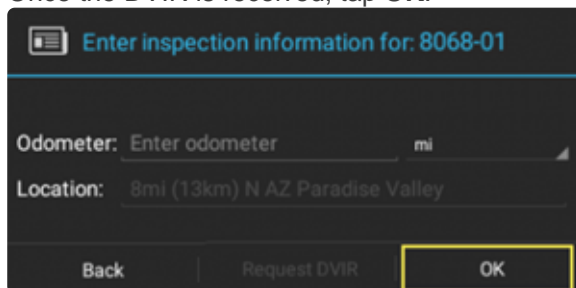 Once the DVIR is received, tap OK.
Enter inspection information for: 8068-01
Odometer: Enter odometer mi
Location: 8mi (13km) N AZ Paradise Valley
Back Request DVIR OK